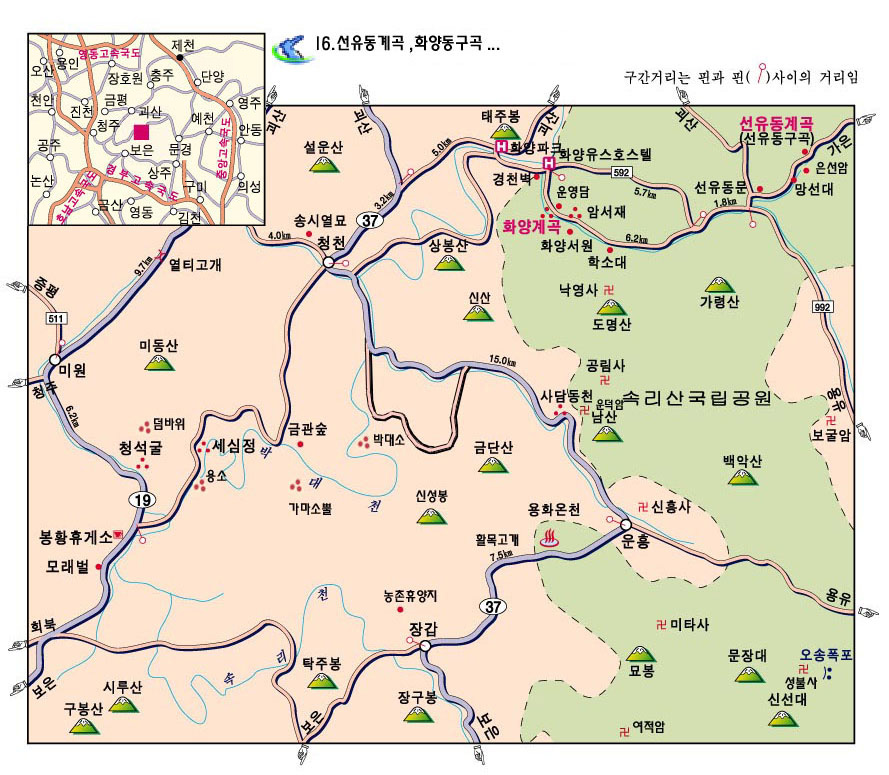 16.선유동계곡 ,화양동구곡 ...
구간거리는 핀과 핀( )사이의 거리임
제천
영동고속국도
용인
오산
장호원
충주
단양
천안
진천
금평
괴산
영주
예천
청주
안동
공주
보은
문경
중앙고속국도
상주
경부고속국도
논산
구미
의성
호남고속국도
금산
영동
김천
괴산
괴산
태주봉
괴산
괴산
선유동계곡
(선유동구곡)
가은
설운산
5.0㎞
화양파크
화양유스호스텔
592
은선암
경천벽
5.7㎞
선유동문
망선대
3.2㎞
운영담
암서재
1.8㎞
37
송시열묘
화양계곡
4.0㎞
청천
화양서원
6.2㎞
상봉산
학소대
9.7㎞
열티고개
증평
신산
낙영사
도명산
가령산
992
511
미원
미동산
청주
15.0㎞
공림사
사담동천
운덕암
속리산국립공원
용유
6.2㎞
덤바위
남산
보굴암
청석굴
세심정
금관숲
박대소
박
금단산
백악산
용소
대
가마소뿔
천
신성봉
19
용화온천
신흥사
봉황휴게소
활목고개
운흥
모래벌
7.5㎞
천
농촌휴양지
37
용유
회북
장갑
미타사
리
탁주봉
묘봉
문장대
오송폭포
속
성불사
보은
시루산
구봉산
보은
장구봉
보은
신선대
여적암